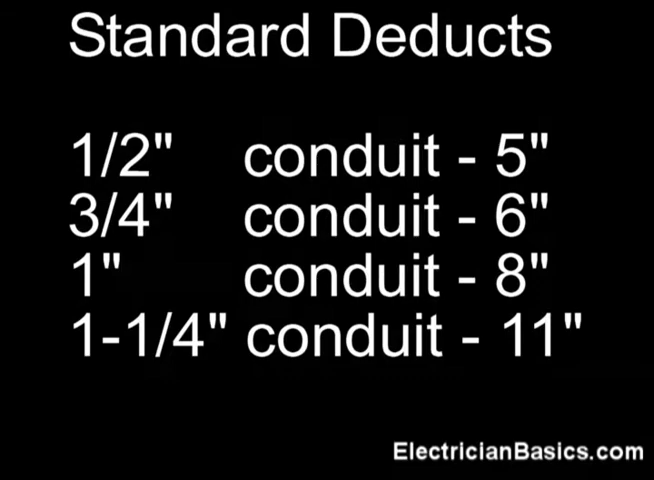 Standard Deducts
1/2" conduit - 5"
3/4" conduit - 6"
1" conduit - 8"
1-1/4" conduit - 11"
ElectricianBasics.com